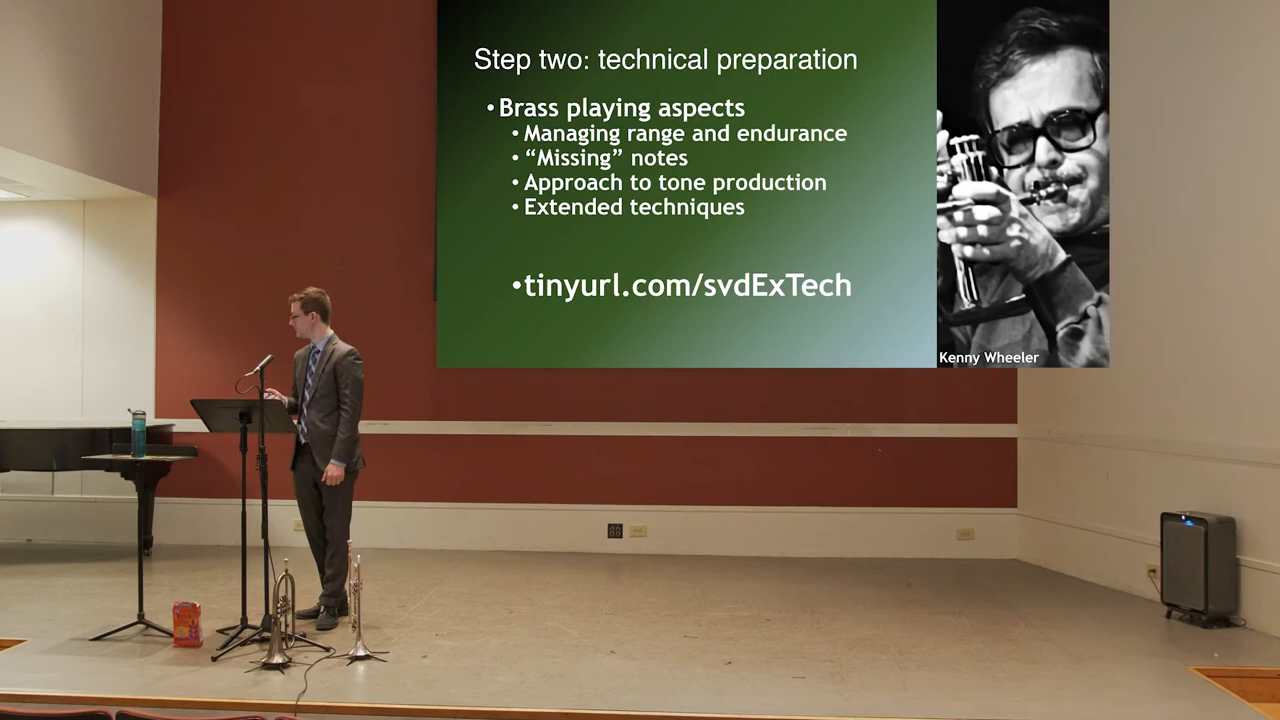 Step two: technical preparation
•Brass playing aspects
•Managing range and endurance
•“Missing” notes
•Approach to tone production
•Extended techniques
•tinyurl.com/svdExTech
Kenny Wheeler